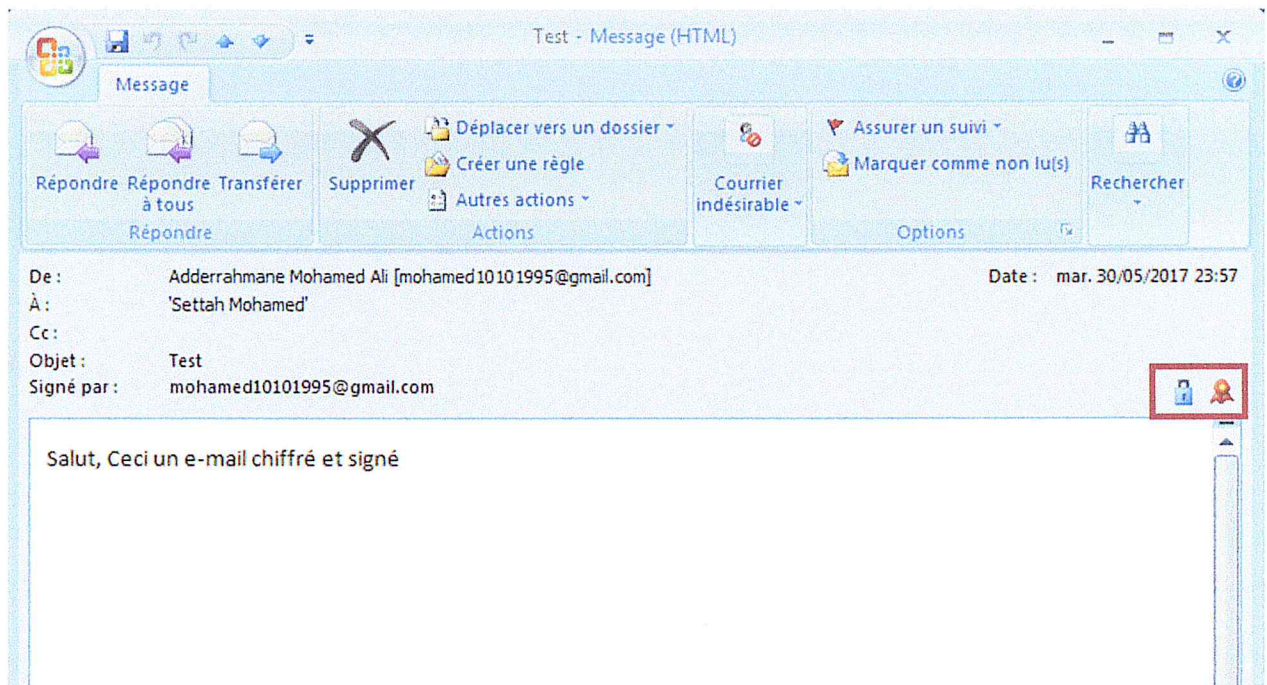 Test - Message (HTML)
Message
Répondre Répondre à tous Transférer
Répondre
Supprimer
Déplacer vers un dossier
Créer une règle
Autres actions
Actions
Courrier indésirable
Assurer un suivi
Marquer comme non lu(s)
Options
Rechercher
De : Adderrahmane Mohamed Ali [mohamed10101995@gmail.com] Date : mar. 30/05/2017 23:57
À : 'Settah Mohamed'
Cc :
Objet : Test
Signé par : mohamed10101995@gmail.com
Salut, Ceci un e-mail chiffré et signé